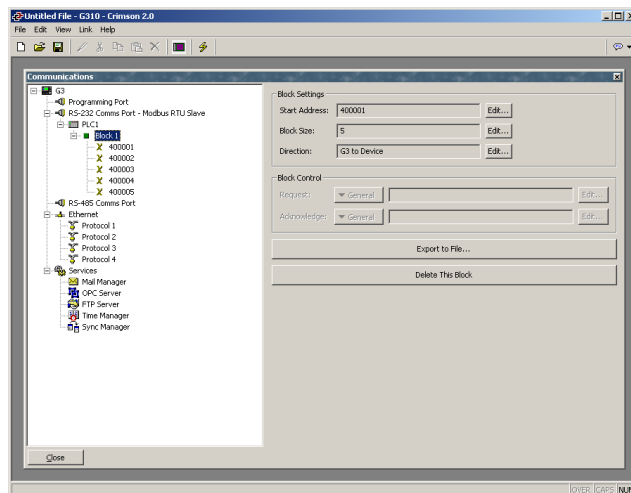 Untitled File - G310 - Crimson 2.0
File Edit View Link Help
Communications
G3
Programming Port
RS-232 Comms Port - Modbus RTU Slave
PLC1
Block 1
400001
400002
400003
400004
400005
RS-485 Comms Port
Ethernet
Protocol 1
Protocol 2
Protocol 3
Protocol 4
Services
Mail Manager
OPC Server
FTP Server
Time Manager
Sync Manager
Close
Block Settings
Start Address: 400001 Edit...
Block Size: 5 Edit...
Direction: G3 to Device Edit...
Block Control
Request: General Edit...
Acknowledge: General Edit...
Export to File...
Delete This Block
OVER CAPS NUM